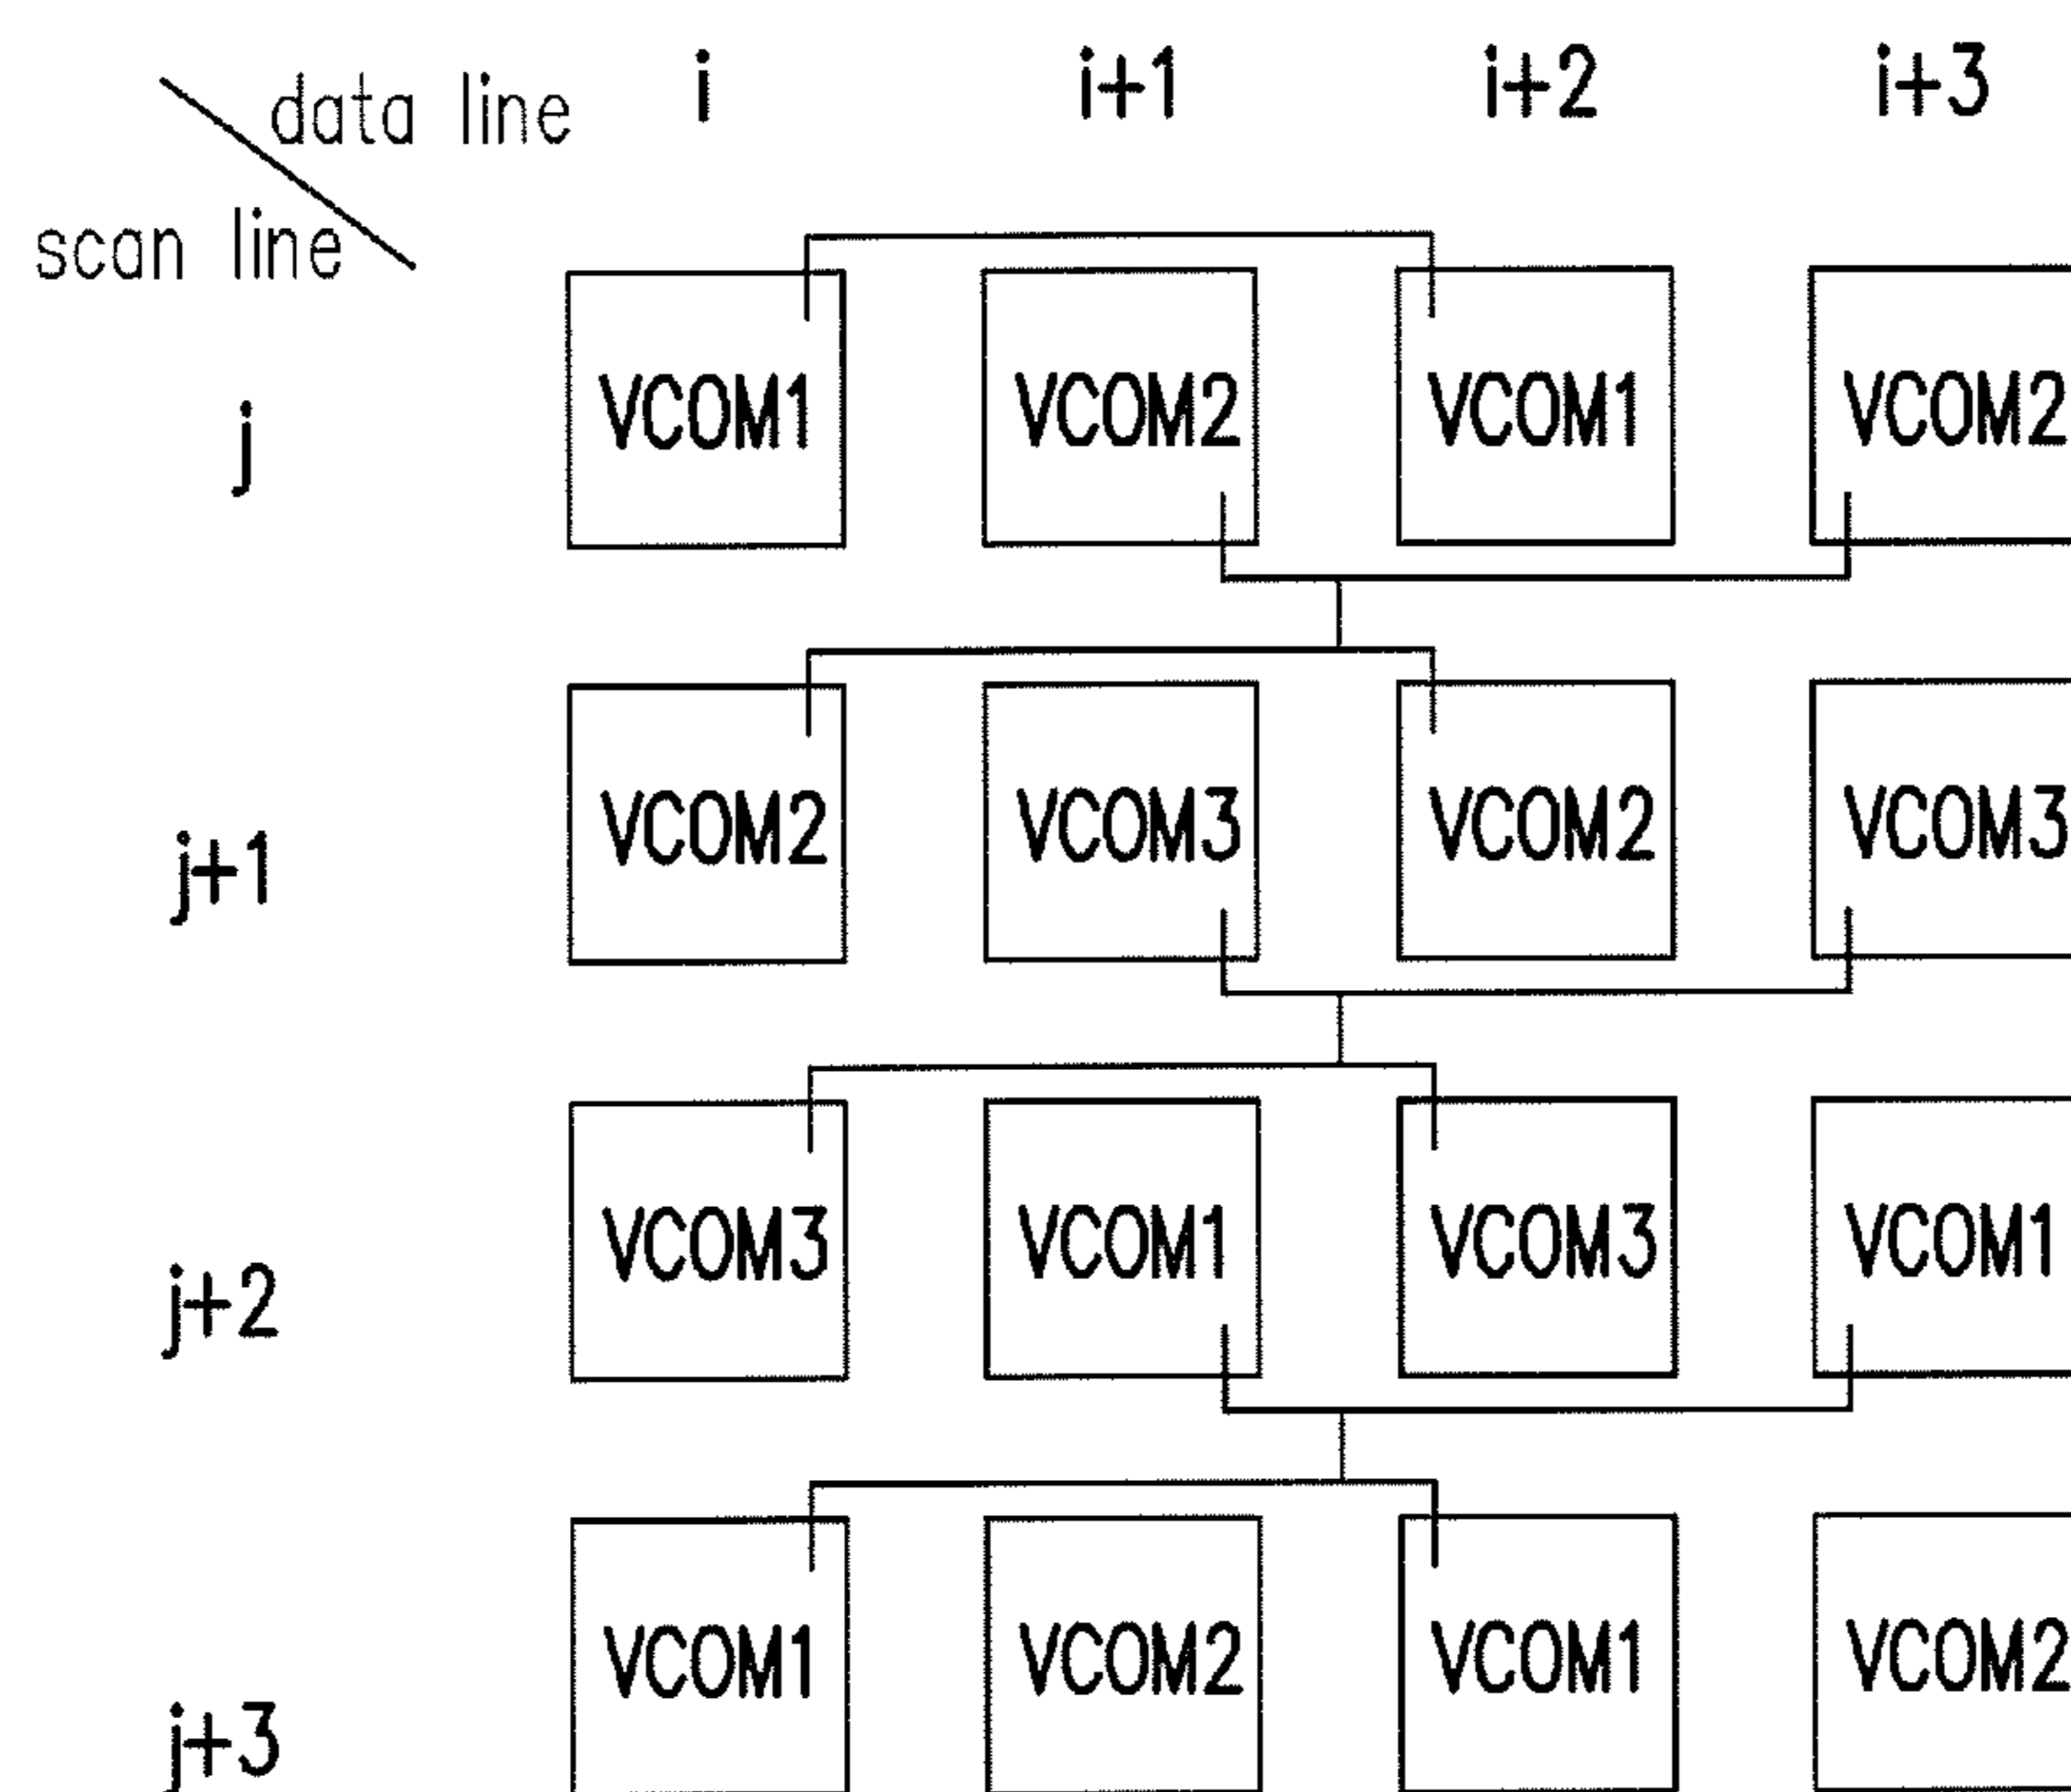 data line i i+1 i+2 i+3
scan line
j VCOM1 VCOM2 VCOM1 VCOM2
j+1 VCOM2 VCOM3 VCOM2 VCOM3
j+2 VCOM3 VCOM1 VCOM3 VCOM1
j+3 VCOM1 VCOM2 VCOM1 VCOM2